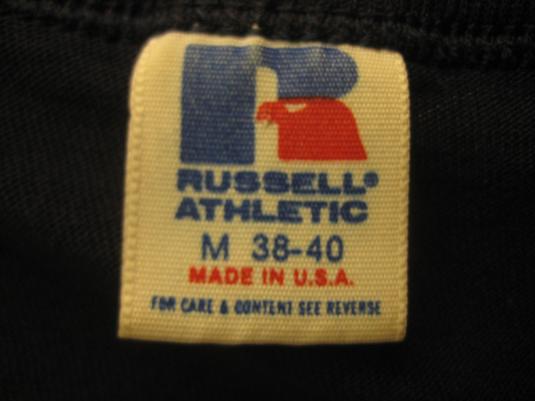 R
RUSSELL®
ATHLETIC
M 38-40
MADE IN U.S.A.
FOR CARE & CONTENT SEE REVERSE